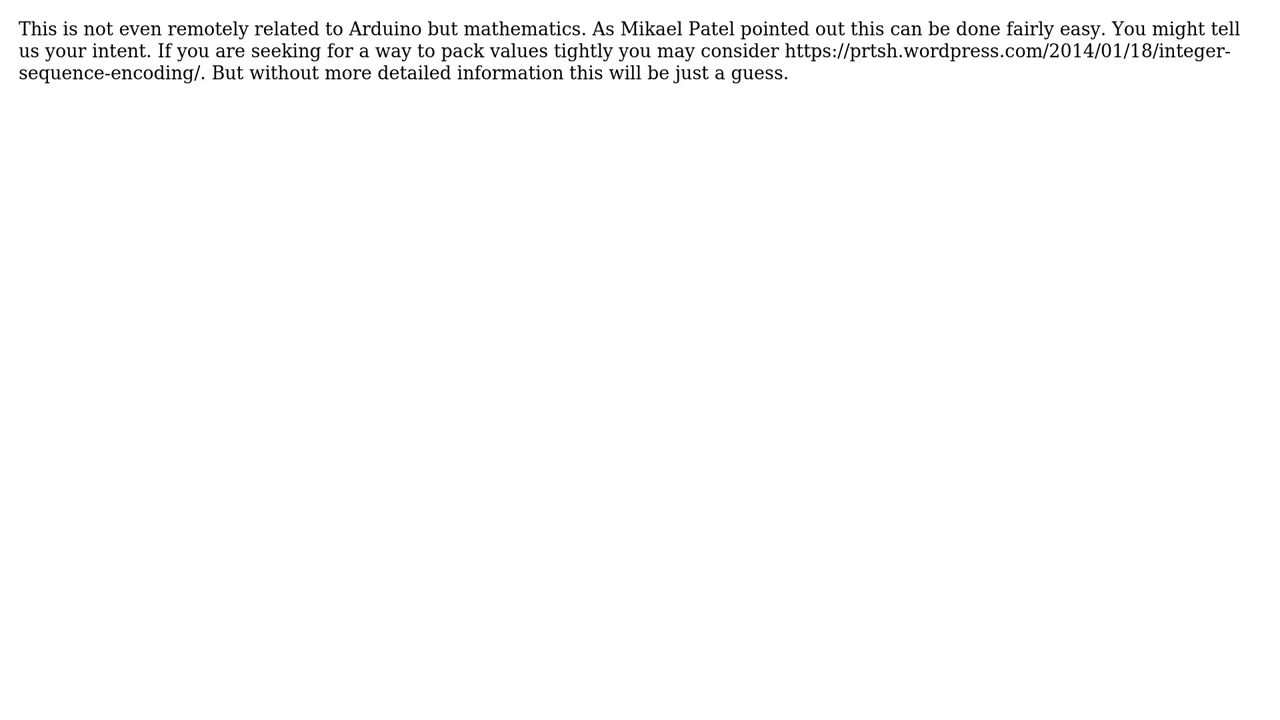 This is not even remotely related to Arduino but mathematics. As Mikael Patel pointed out this can be done fairly easy. You might tell
us your intent. If you are seeking for a way to pack values tightly you may consider https://prtsh.wordpress.com/2014/01/18/integer-
sequence-encoding/. But without more detailed information this will be just a guess.